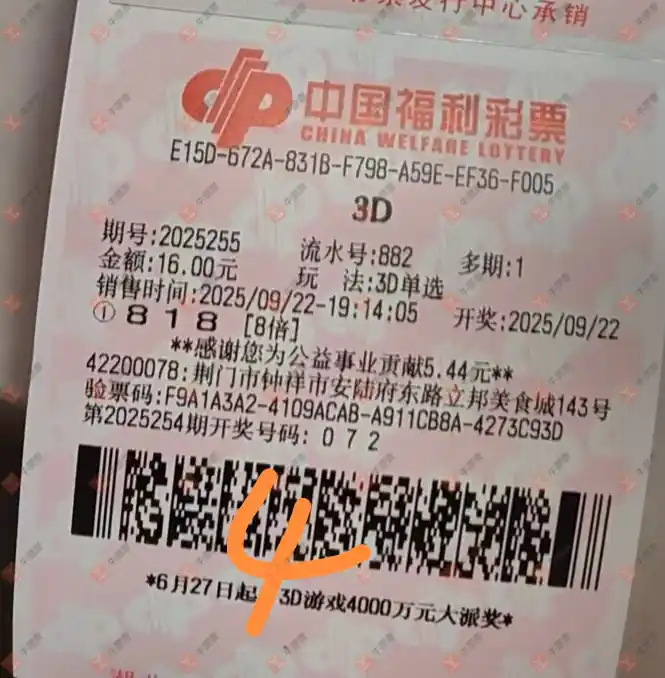 票发行中心承销
中国福利彩票
CHINA WELFARE LOTTERY
E15D-672A-831B-F798-A59E-EF36-F005
3D
期号:2025255 流水号:882 多期:1
金额:16.00元 玩 法:3D单选
销售时间:2025/09/22-19:14:05 开奖:2025/09/22
① 8 1 8 [8倍]
**感谢您为公益事业贡献5.44元**
42200078:荆门市钟祥市安陆府东路立邦美食城143号
验票码:F9A1A3A2-4109ACAB-A911CB8A-4273C93D
第2025254期开奖号码:0 7 2
4
*6月27日起 3D游戏4000万元大派奖*